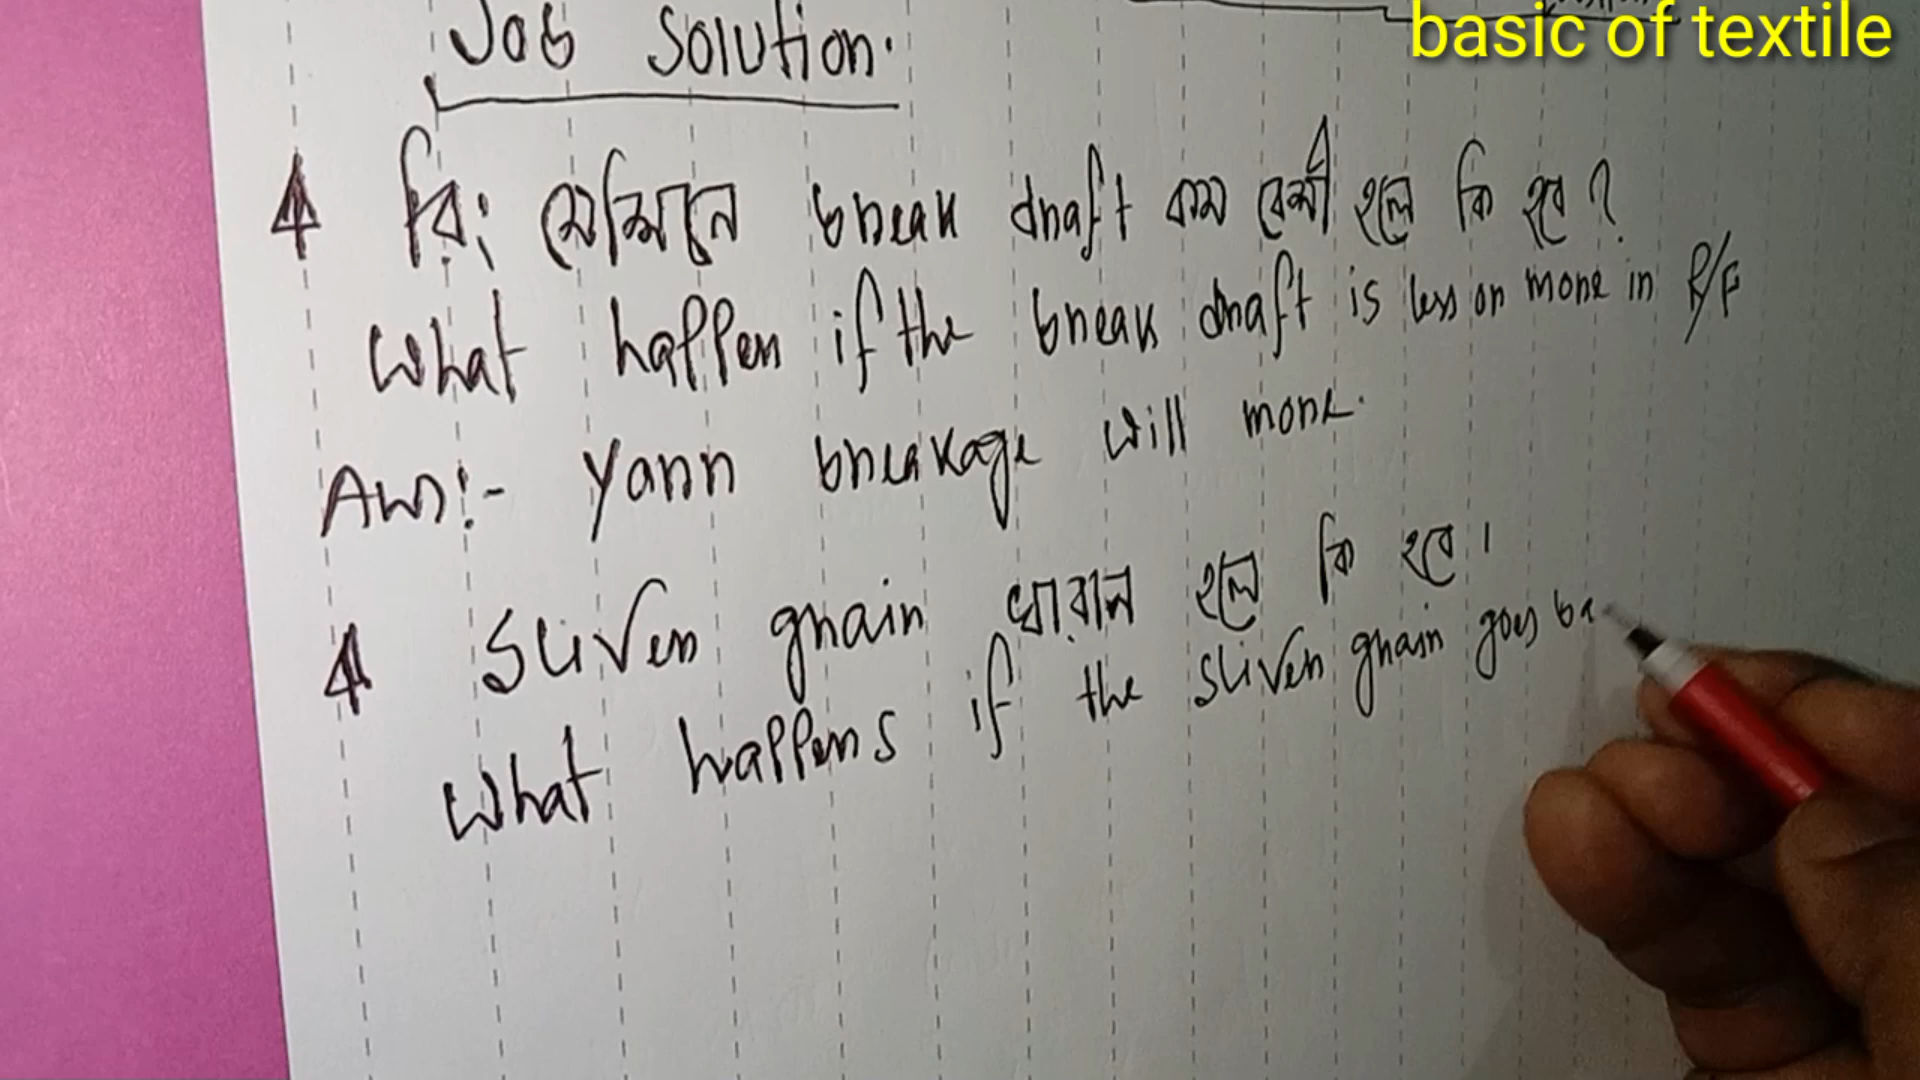 basic of textile
Job Solution.
রি: মেশিনে break draft কম বেশী হলে কি হবে?
What happen if the break draft is less or more in R/F
Ans:- Yarn breakage will more.
Sliver grain খারাপ হলে কি হবে।
What happens if the sliver grain goes ba